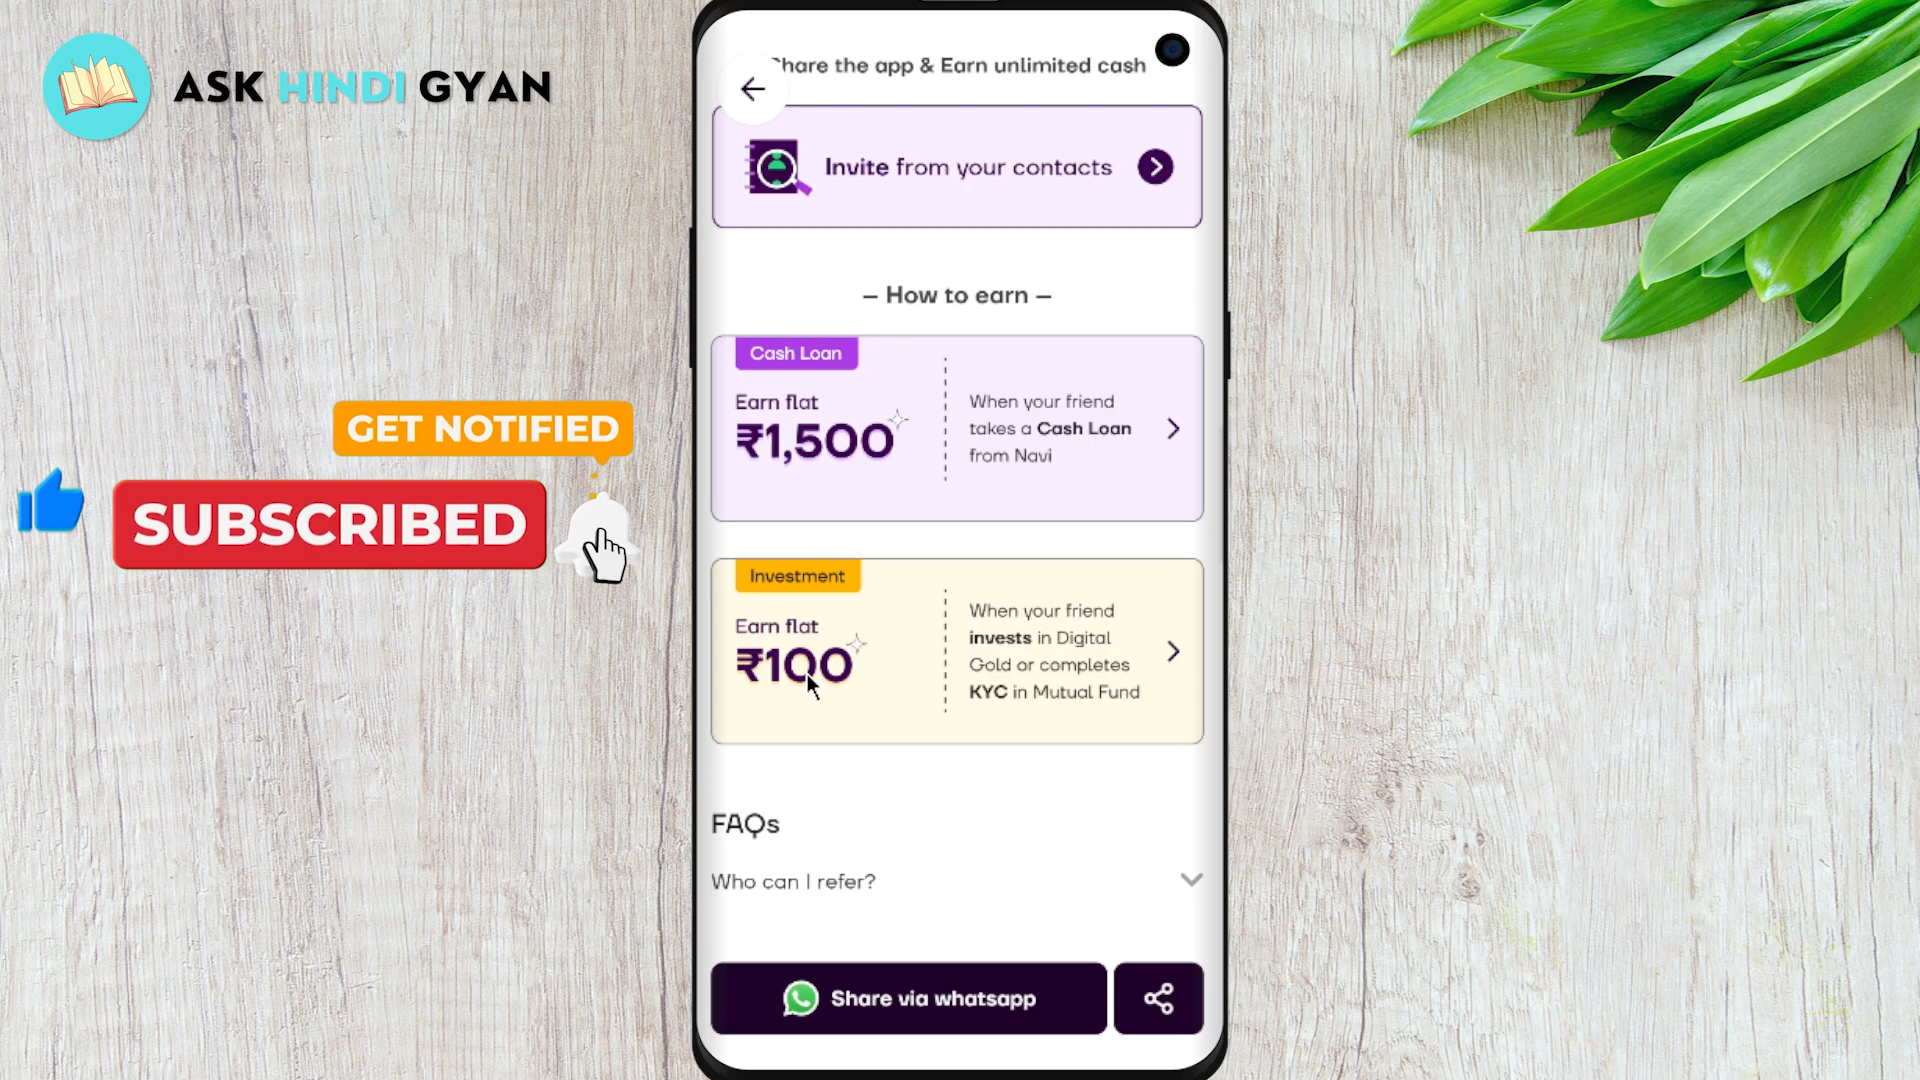 ASK HINDI GYAN
GET NOTIFIED
SUBSCRIBED
Share the app & Earn unlimited cash
Invite from your contacts
– How to earn –
Cash Loan
Earn flat
₹1,500
When your friend
takes a Cash Loan
from Navi
Investment
Earn flat
₹100
When your friend
invests in Digital
Gold or completes
KYC in Mutual Fund
FAQs
Who can I refer?
Share via whatsapp